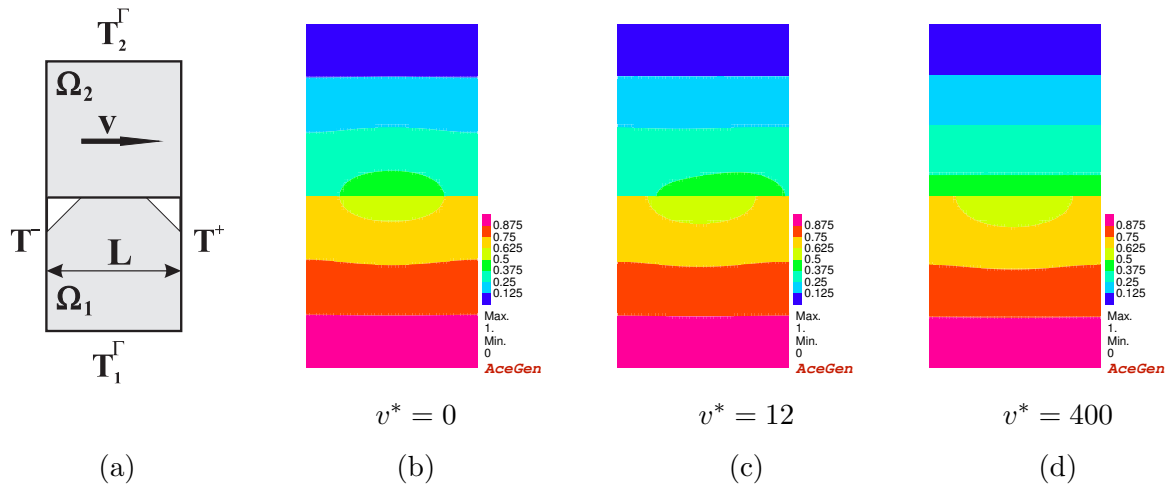 T₂^Γ
Ω₂
v
T⁻
T⁺
L
Ω₁
T₁^Γ
0.875
0.75
0.625
0.5
0.375
0.25
0.125
Max.
1.
Min.
0
AceGen
0.875
0.75
0.625
0.5
0.375
0.25
0.125
Max.
1.
Min.
0
AceGen
0.875
0.75
0.625
0.5
0.375
0.25
0.125
Max.
1.
Min.
0
AceGen
v* = 0
v* = 12
v* = 400
(a)
(b)
(c)
(d)